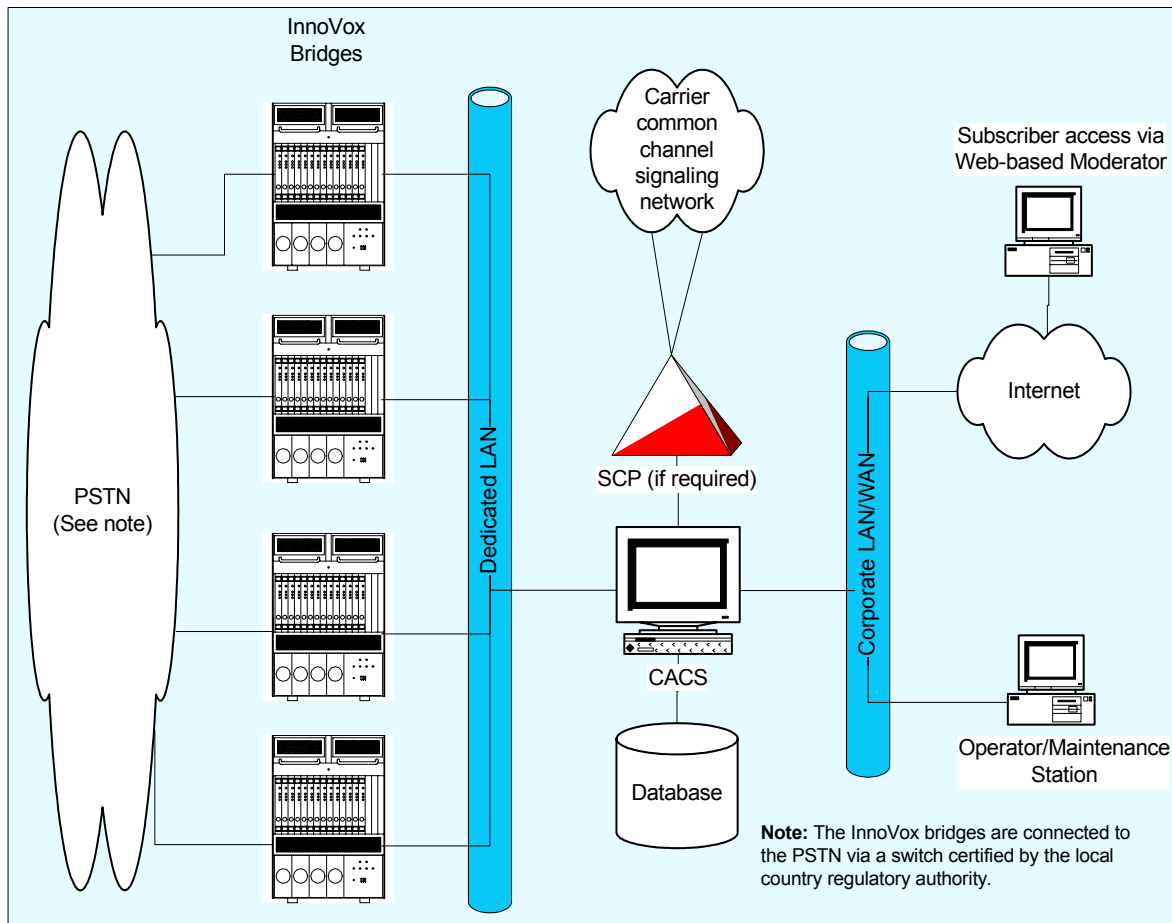 InnoVox
Bridges
Carrier
common
channel
signaling
network
Subscriber access via
Web-based Moderator
Internet
PSTN
(See note)
Dedicated LAN
SCP (if required)
Corporate LAN/WAN
CACS
Database
Operator/Maintenance
Station
Note: The InnoVox bridges are connected to
the PSTN via a switch certified by the local
country regulatory authority.